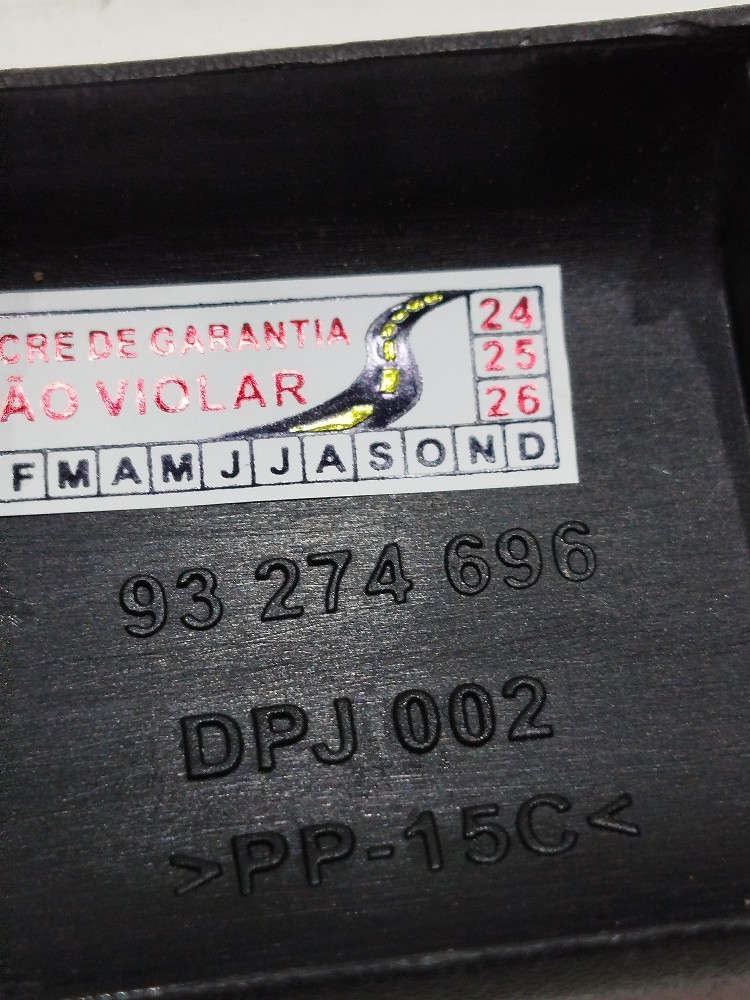 CRE DE GARANTIA
ÃO VIOLAR
24
25
26
F M A M J J A S O N D
93 274 696
DPJ 002
>PP-15C<